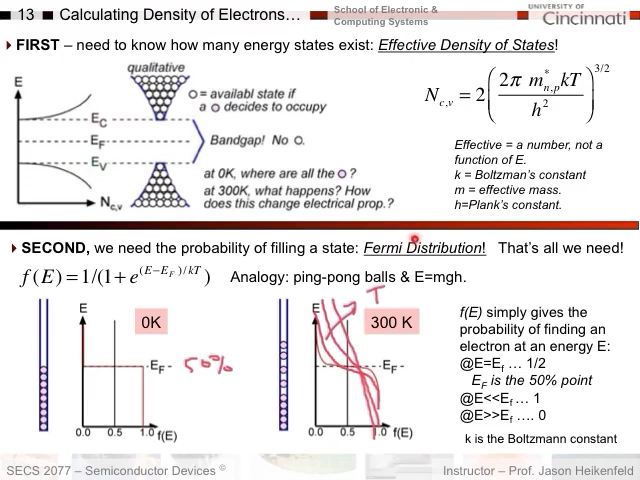 13 Calculating Density of Electrons…
School of Electronic & Computing Systems
UNIVERSITY OF
Cincinnati
FIRST – need to know how many energy states exist: Effective Density of States!
qualitative
E
E_C
E_F
E_V
N_c,v
O = availabl state if
a O decides to occupy
Bandgap! No O.
at 0K, where are all the O ?
at 300K, what happens? How
does this change electrical prop.?
N_{c,v} = 2 ( 2π m*_{n,p} kT / h² )^{3/2}
Effective = a number, not a
function of E.
k = Boltzman's constant
m = effective mass.
h=Plank's constant.
SECOND, we need the probability of filling a state: Fermi Distribution! That's all we need!
f(E) = 1/(1+e^{(E−E_F)/kT})
Analogy: ping-pong balls & E=mgh.
E
0K
E_F
50%
0.0 0.5 1.0 f(E)
E
T
300 K
E_F
0.0 0.5 1.0 f(E)
f(E) simply gives the
probability of finding an
electron at an energy E:
@E=E_f … 1/2
E_F is the 50% point
@E<<E_f … 1
@E>>E_f …. 0
k is the Boltzmann constant
SECS 2077 – Semiconductor Devices ©
Instructor – Prof. Jason Heikenfeld